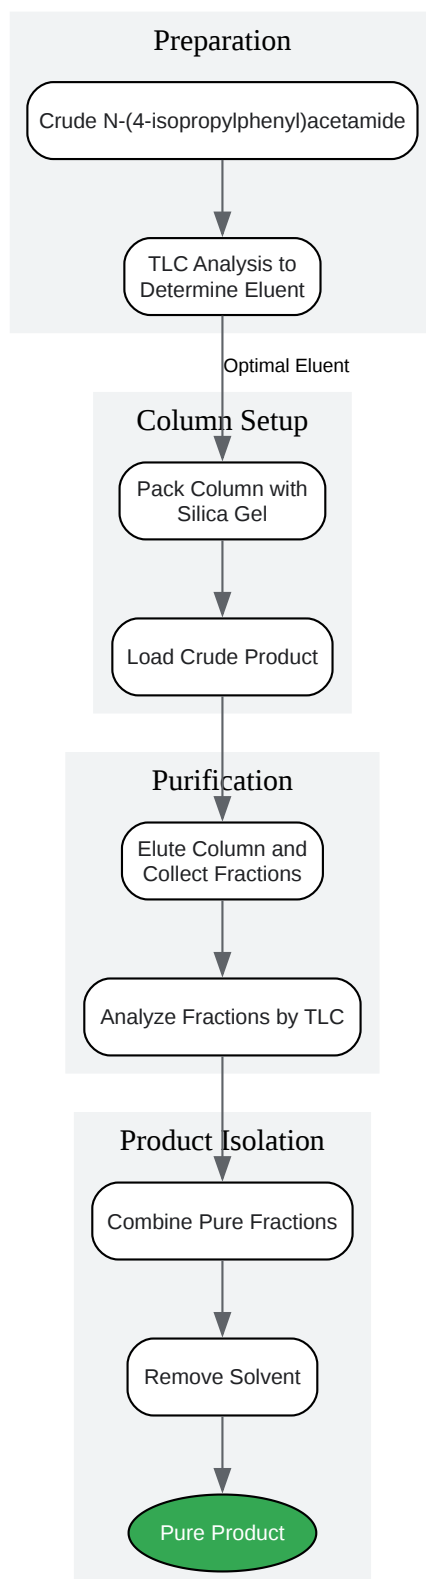 Preparation
Crude N-(4-isopropylphenyl)acetamide
TLC Analysis to
Determine Eluent
Optimal Eluent
Column Setup
Pack Column with
Silica Gel
Load Crude Product
Purification
Elute Column and
Collect Fractions
Analyze Fractions by TLC
Product Isolation
Combine Pure Fractions
Remove Solvent
Pure Product